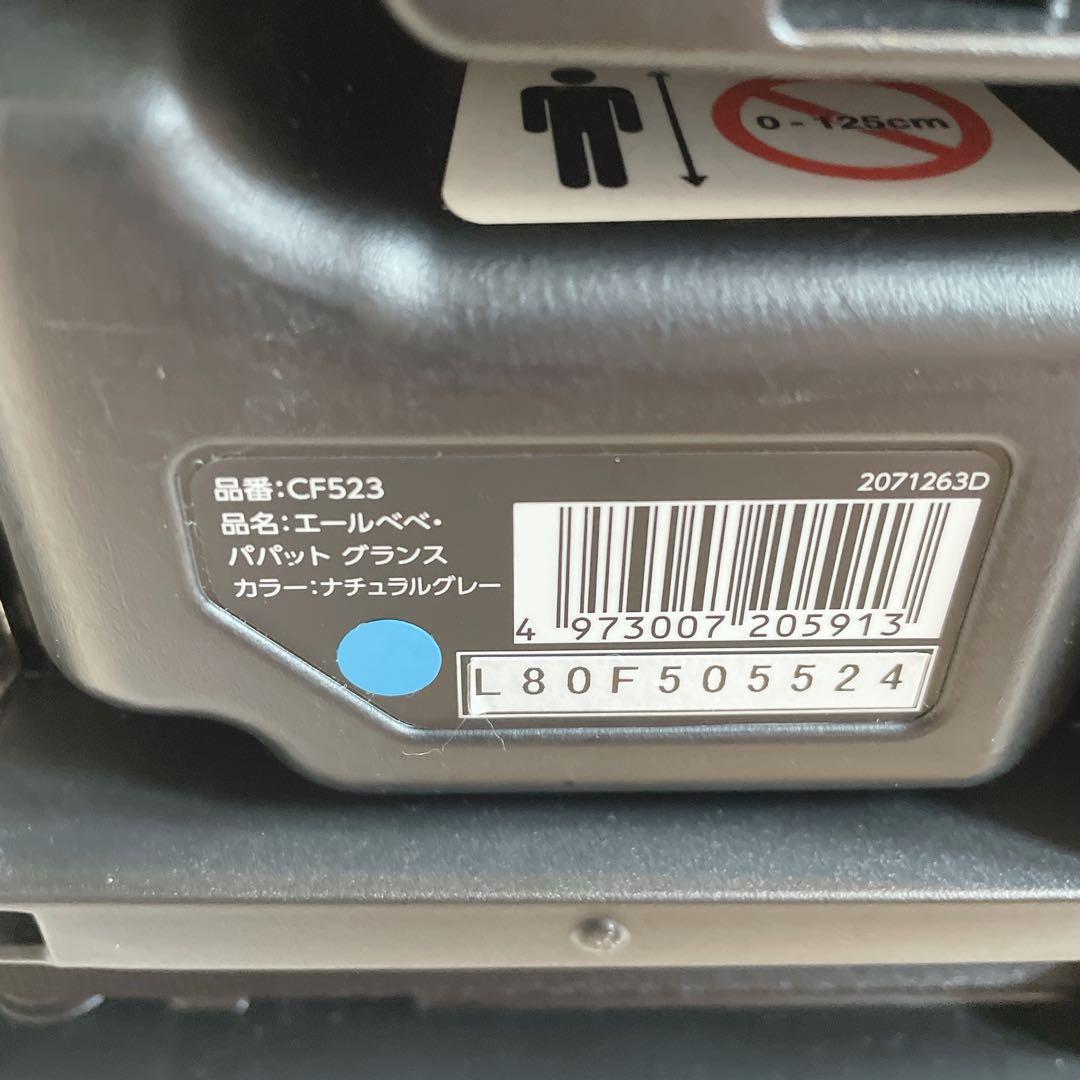 0 - 125cm
品番:CF523
2071263D
品名:エールベベ・
パパット グランス
カラー:ナチュラルグレー
4 973007 205913
L80F505524